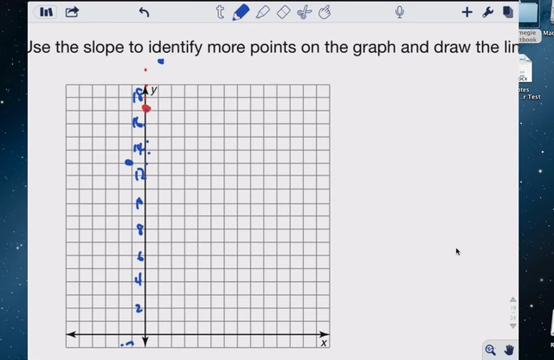 Use the slope to identify more points on the graph and draw the lin
y
18
16
14
12
8
6
4
2
x